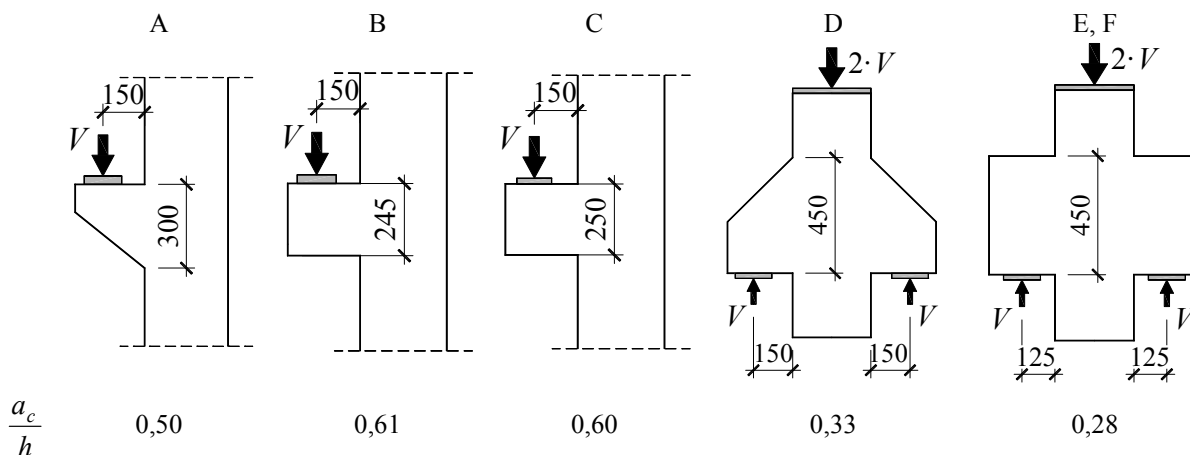 A B C D E, F
2·V 2·V
150 150 150
V V V
300 245 250 450 450
V V V V
150 150 125 125
a_c/h 0,50 0,61 0,60 0,33 0,28